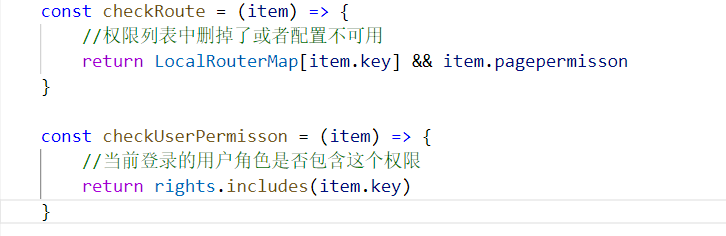 const checkRoute = (item) => {
//权限列表中删掉了或者配置不可用
return LocalRouterMap[item.key] && item.pagepermisson
}
const checkUserPermisson = (item) => {
//当前登录的用户角色是否包含这个权限
return rights.includes(item.key)
}